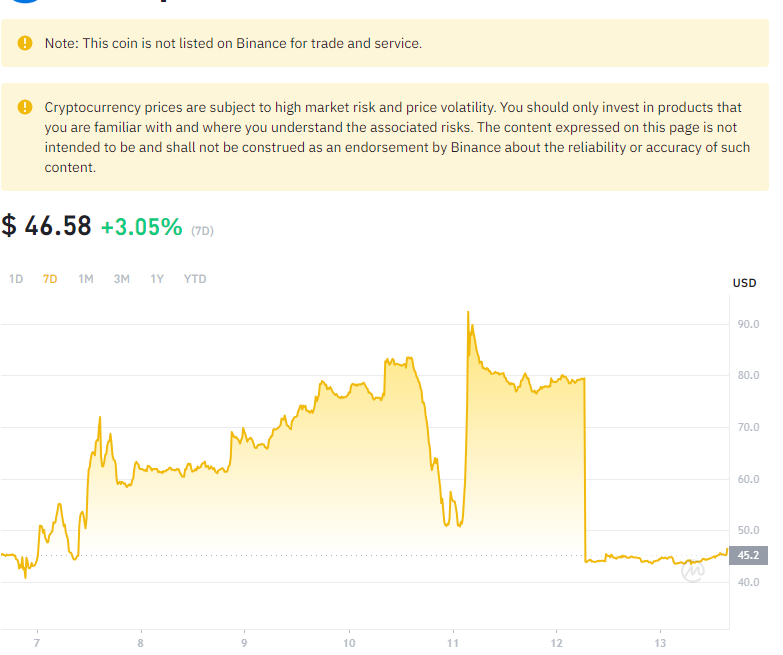 Note: This coin is not listed on Binance for trade and service.
Cryptocurrency prices are subject to high market risk and price volatility. You should only invest in products that
you are familiar with and where you understand the associated risks. The content expressed on this page is not
intended to be and shall not be construed as an endorsement by Binance about the reliability or accuracy of such
content.
$ 46.58 +3.05% (7D)
1D 7D 1M 3M 1Y YTD
USD
90.0
80.0
70.0
60.0
50.0
45.2
40.0
7 8 9 10 11 12 13